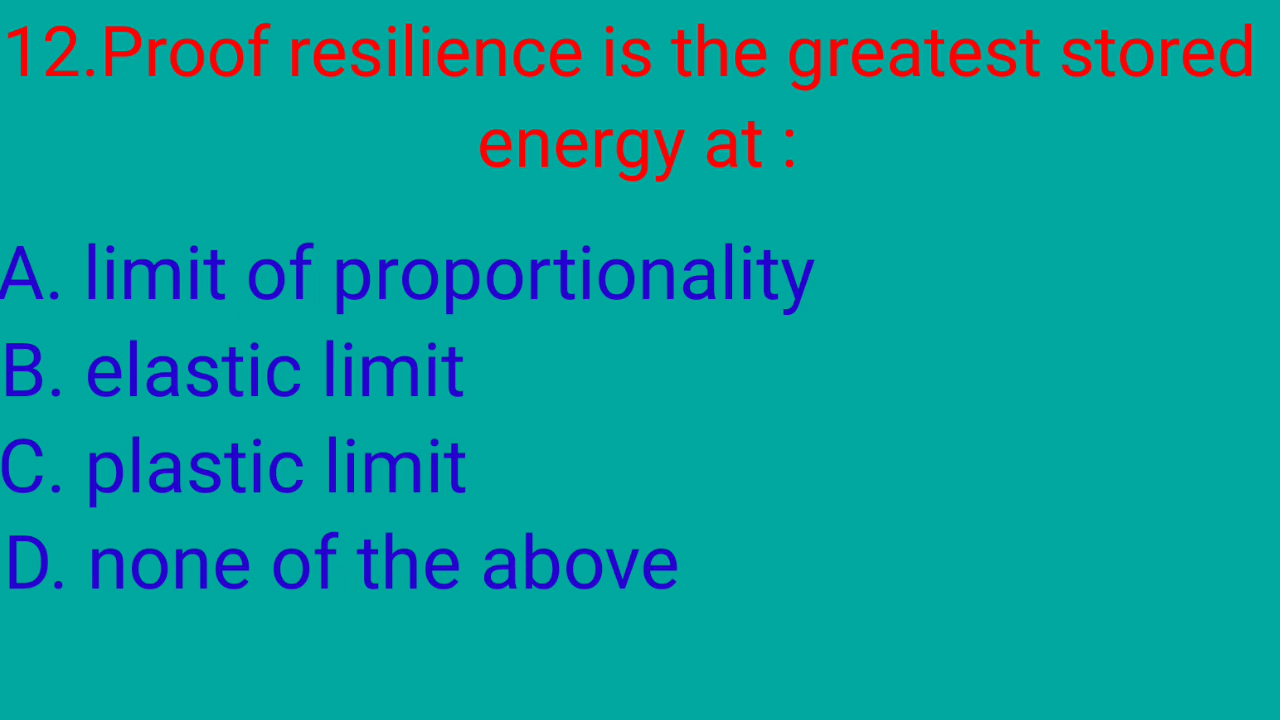 12.Proof resilience is the greatest stored
energy at :
A. limit of proportionality
B. elastic limit
C. plastic limit
D. none of the above